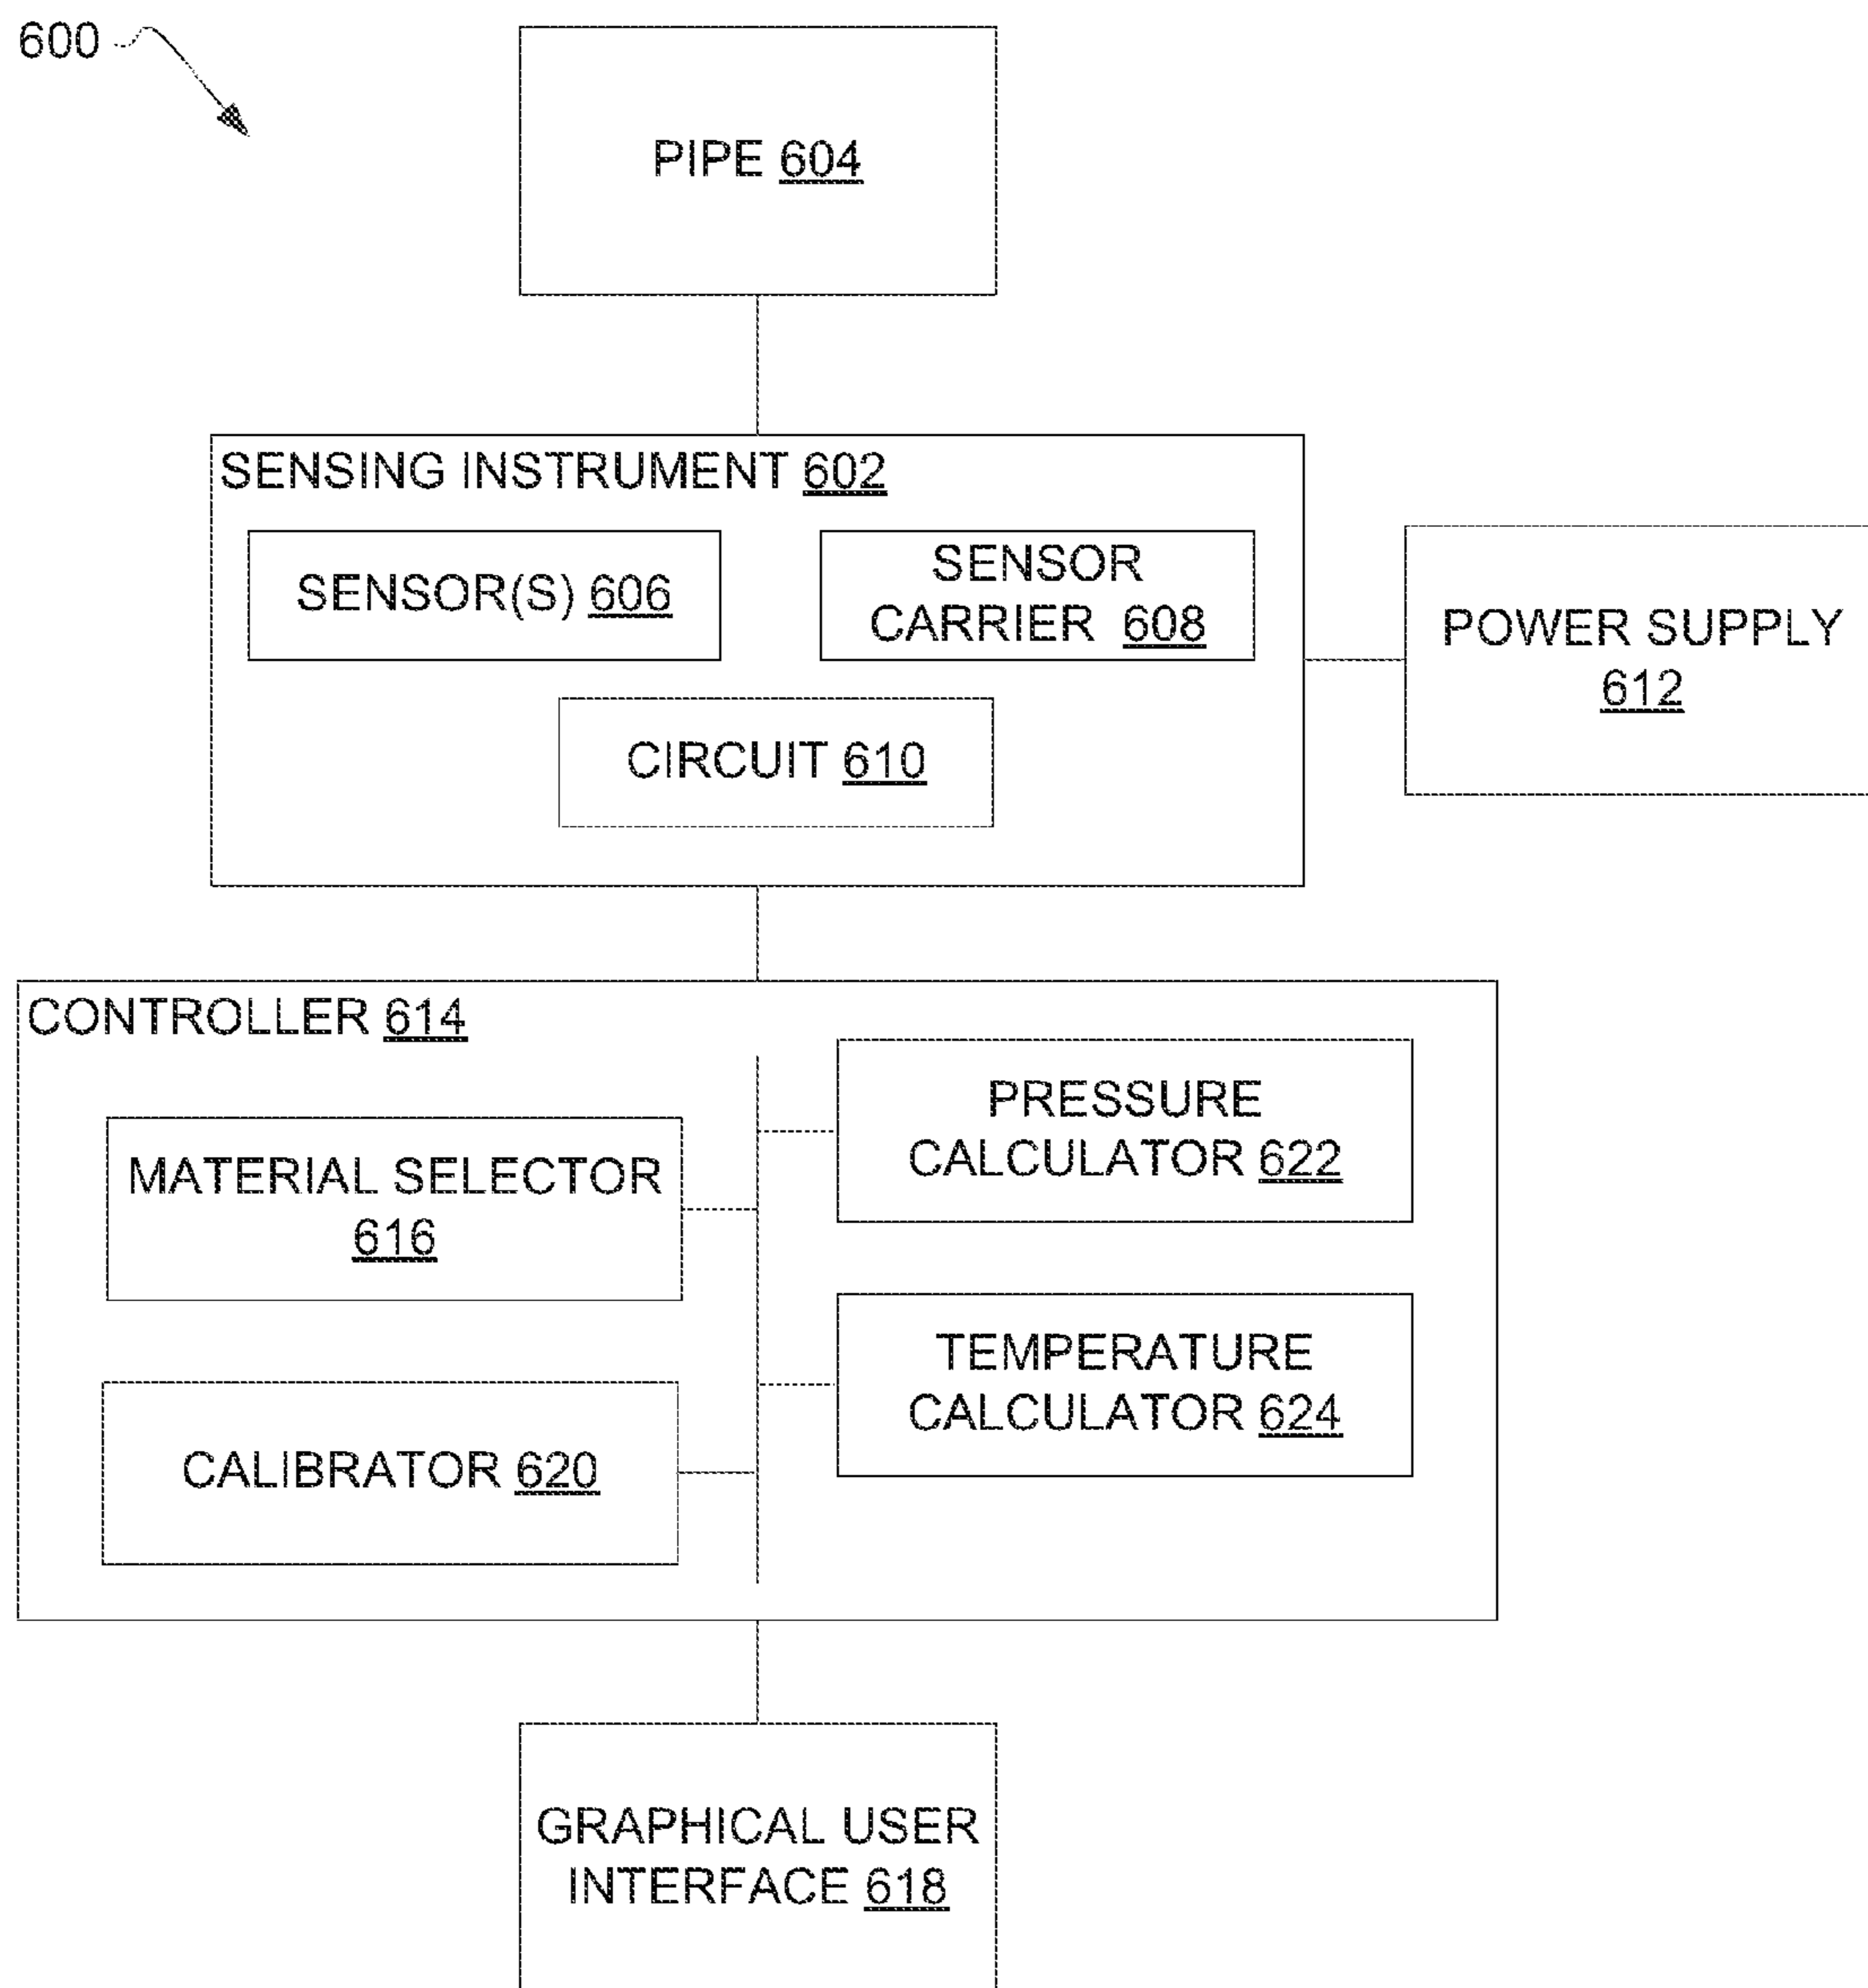 600
PIPE 604
SENSING INSTRUMENT 602
SENSOR(S) 606
SENSOR
CARRIER 608
POWER SUPPLY
612
CIRCUIT 610
CONTROLLER 614
PRESSURE
CALCULATOR 622
MATERIAL SELECTOR
616
TEMPERATURE
CALCULATOR 624
CALIBRATOR 620
GRAPHICAL USER
INTERFACE 618